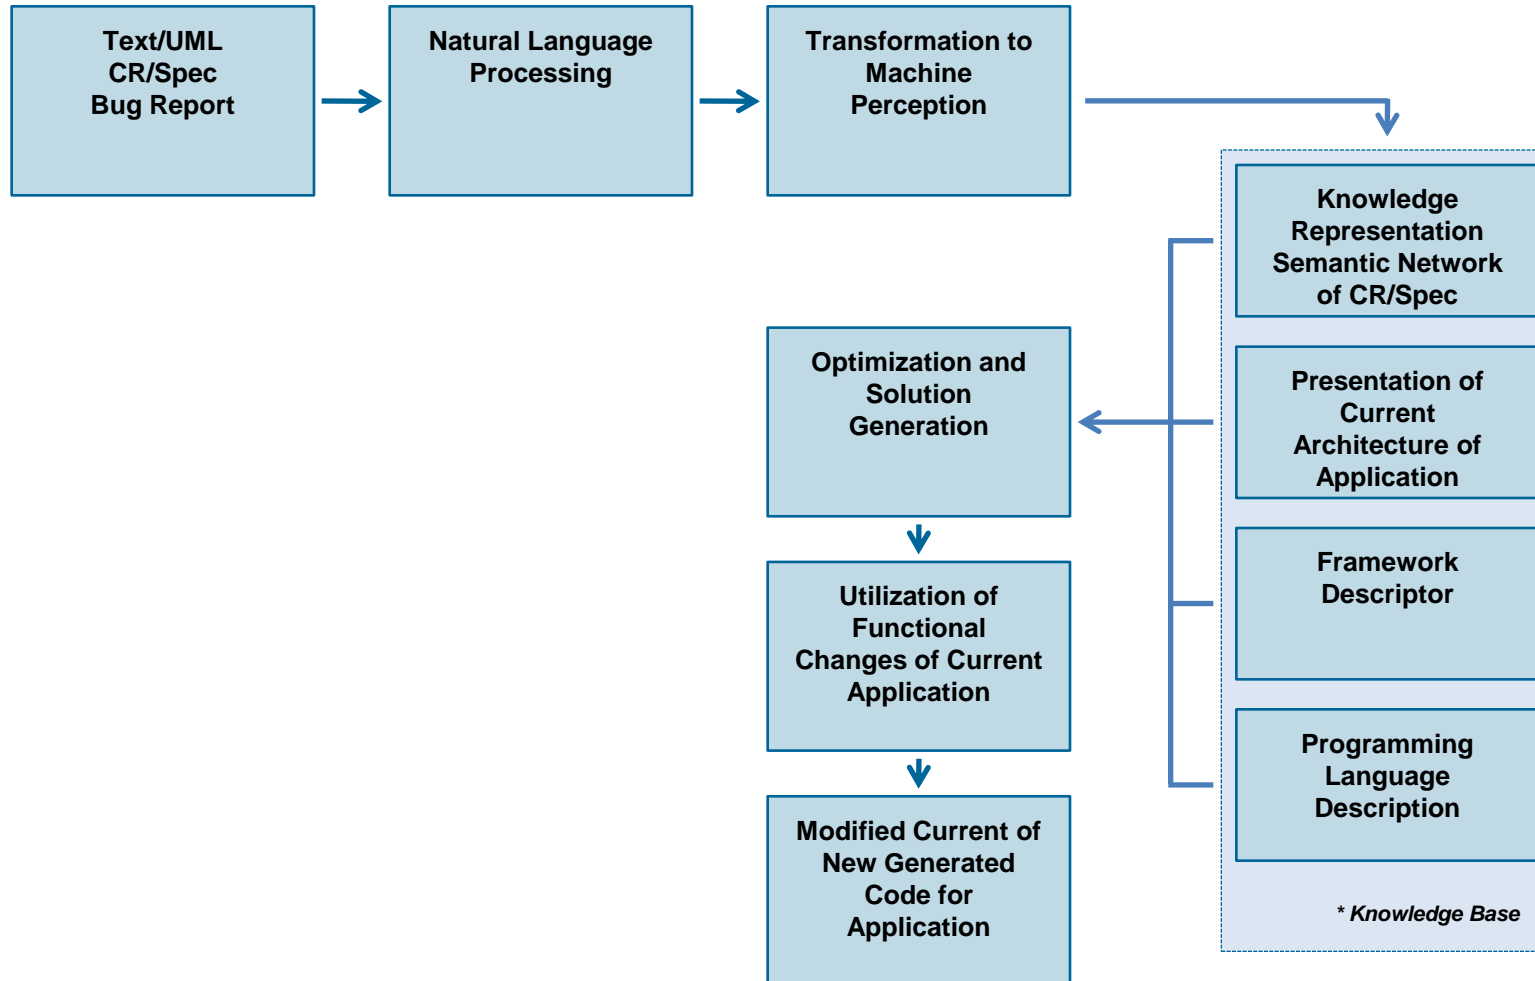 Text/UML
CR/Spec
Bug Report
Natural Language
Processing
Transformation to
Machine
Perception
Knowledge
Representation
Semantic Network
of CR/Spec
Presentation of
Current
Architecture of
Application
Framework
Descriptor
Programming
Language
Description
* Knowledge Base
Optimization and
Solution
Generation
Utilization of
Functional
Changes of Current
Application
Modified Current of
New Generated
Code for
Application